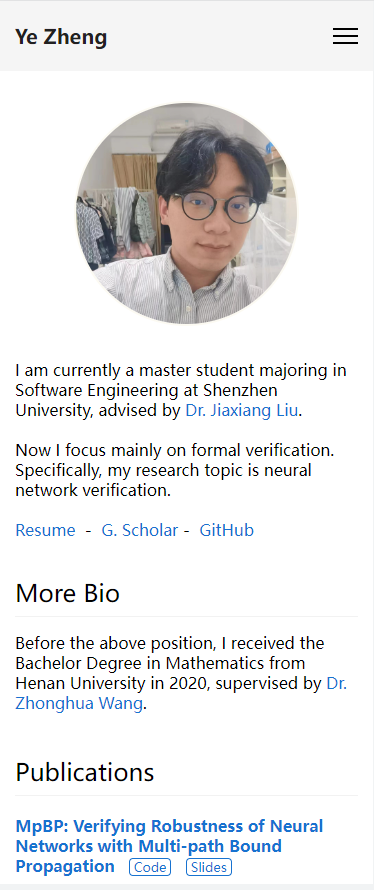 Ye Zheng
I am currently a master student majoring in
Software Engineering at Shenzhen
University, advised by Dr. Jiaxiang Liu.
Now I focus mainly on formal verification.
Specifically, my research topic is neural
network verification.
Resume - G. Scholar - GitHub
More Bio
Before the above position, I received the
Bachelor Degree in Mathematics from
Henan University in 2020, supervised by Dr.
Zhonghua Wang.
Publications
MpBP: Verifying Robustness of Neural
Networks with Multi-path Bound
Propagation Code Slides